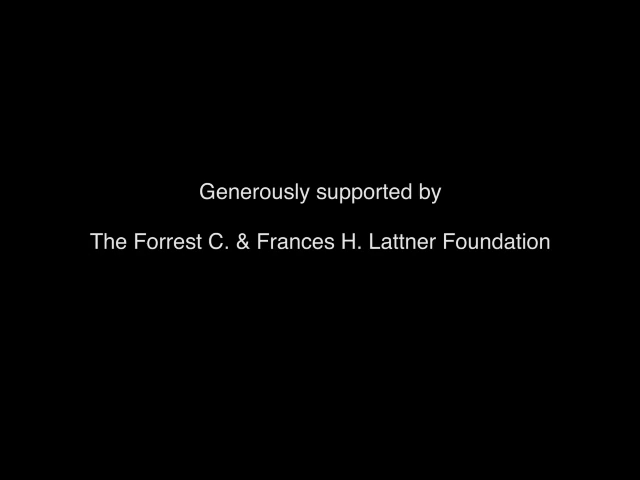 Generously supported by
The Forrest C. & Frances H. Lattner Foundation